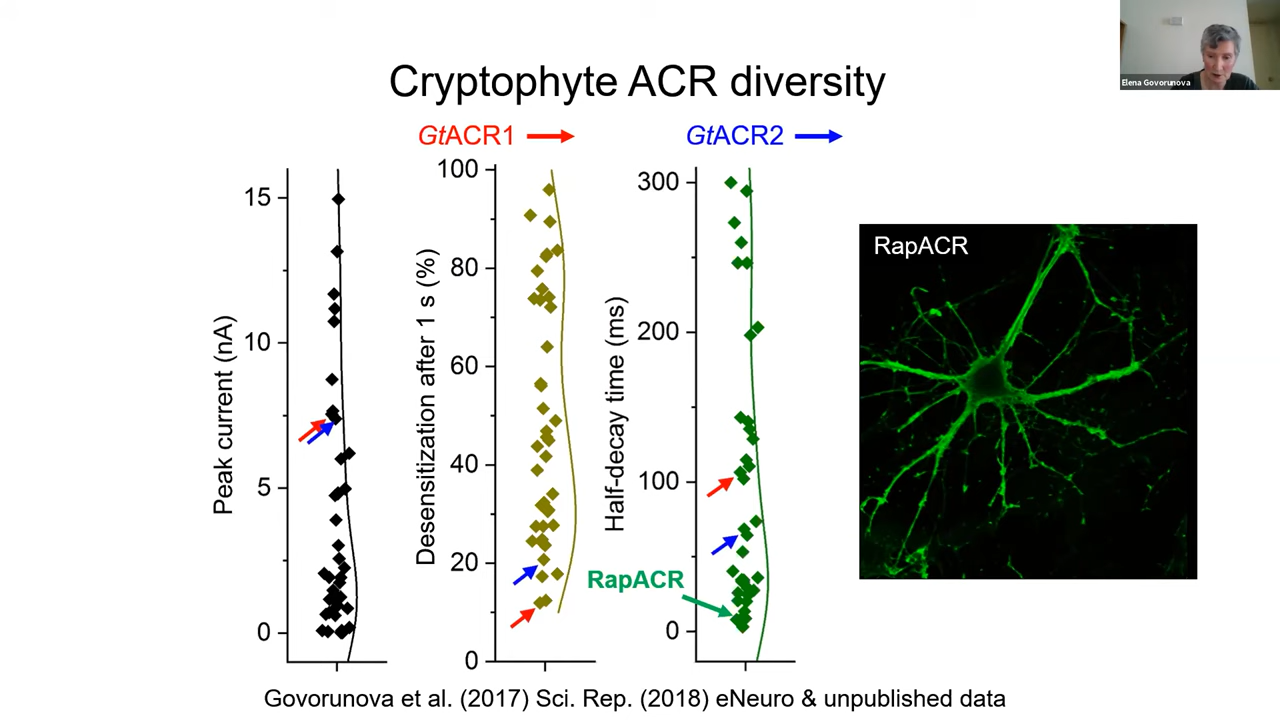 Elena Govorunova
Cryptophyte ACR diversity
GtACR1
GtACR2
Peak current (nA)
15
10
5
0
Desensitization after 1 s (%)
100
80
60
40
20
0
Half-decay time (ms)
300
200
100
0
RapACR
RapACR
Govorunova et al. (2017) Sci. Rep. (2018) eNeuro & unpublished data